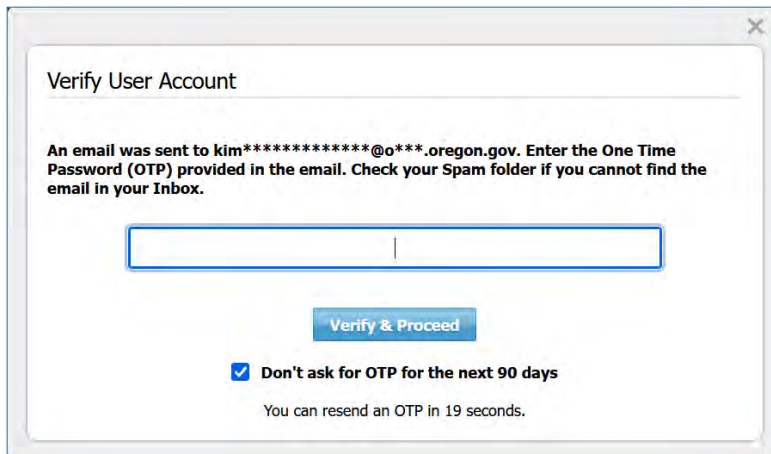 Verify User Account
An email was sent to kim*************@o***.oregon.gov. Enter the One Time
Password (OTP) provided in the email. Check your Spam folder if you cannot find the
email in your Inbox.
Verify & Proceed
Don't ask for OTP for the next 90 days
You can resend an OTP in 19 seconds.